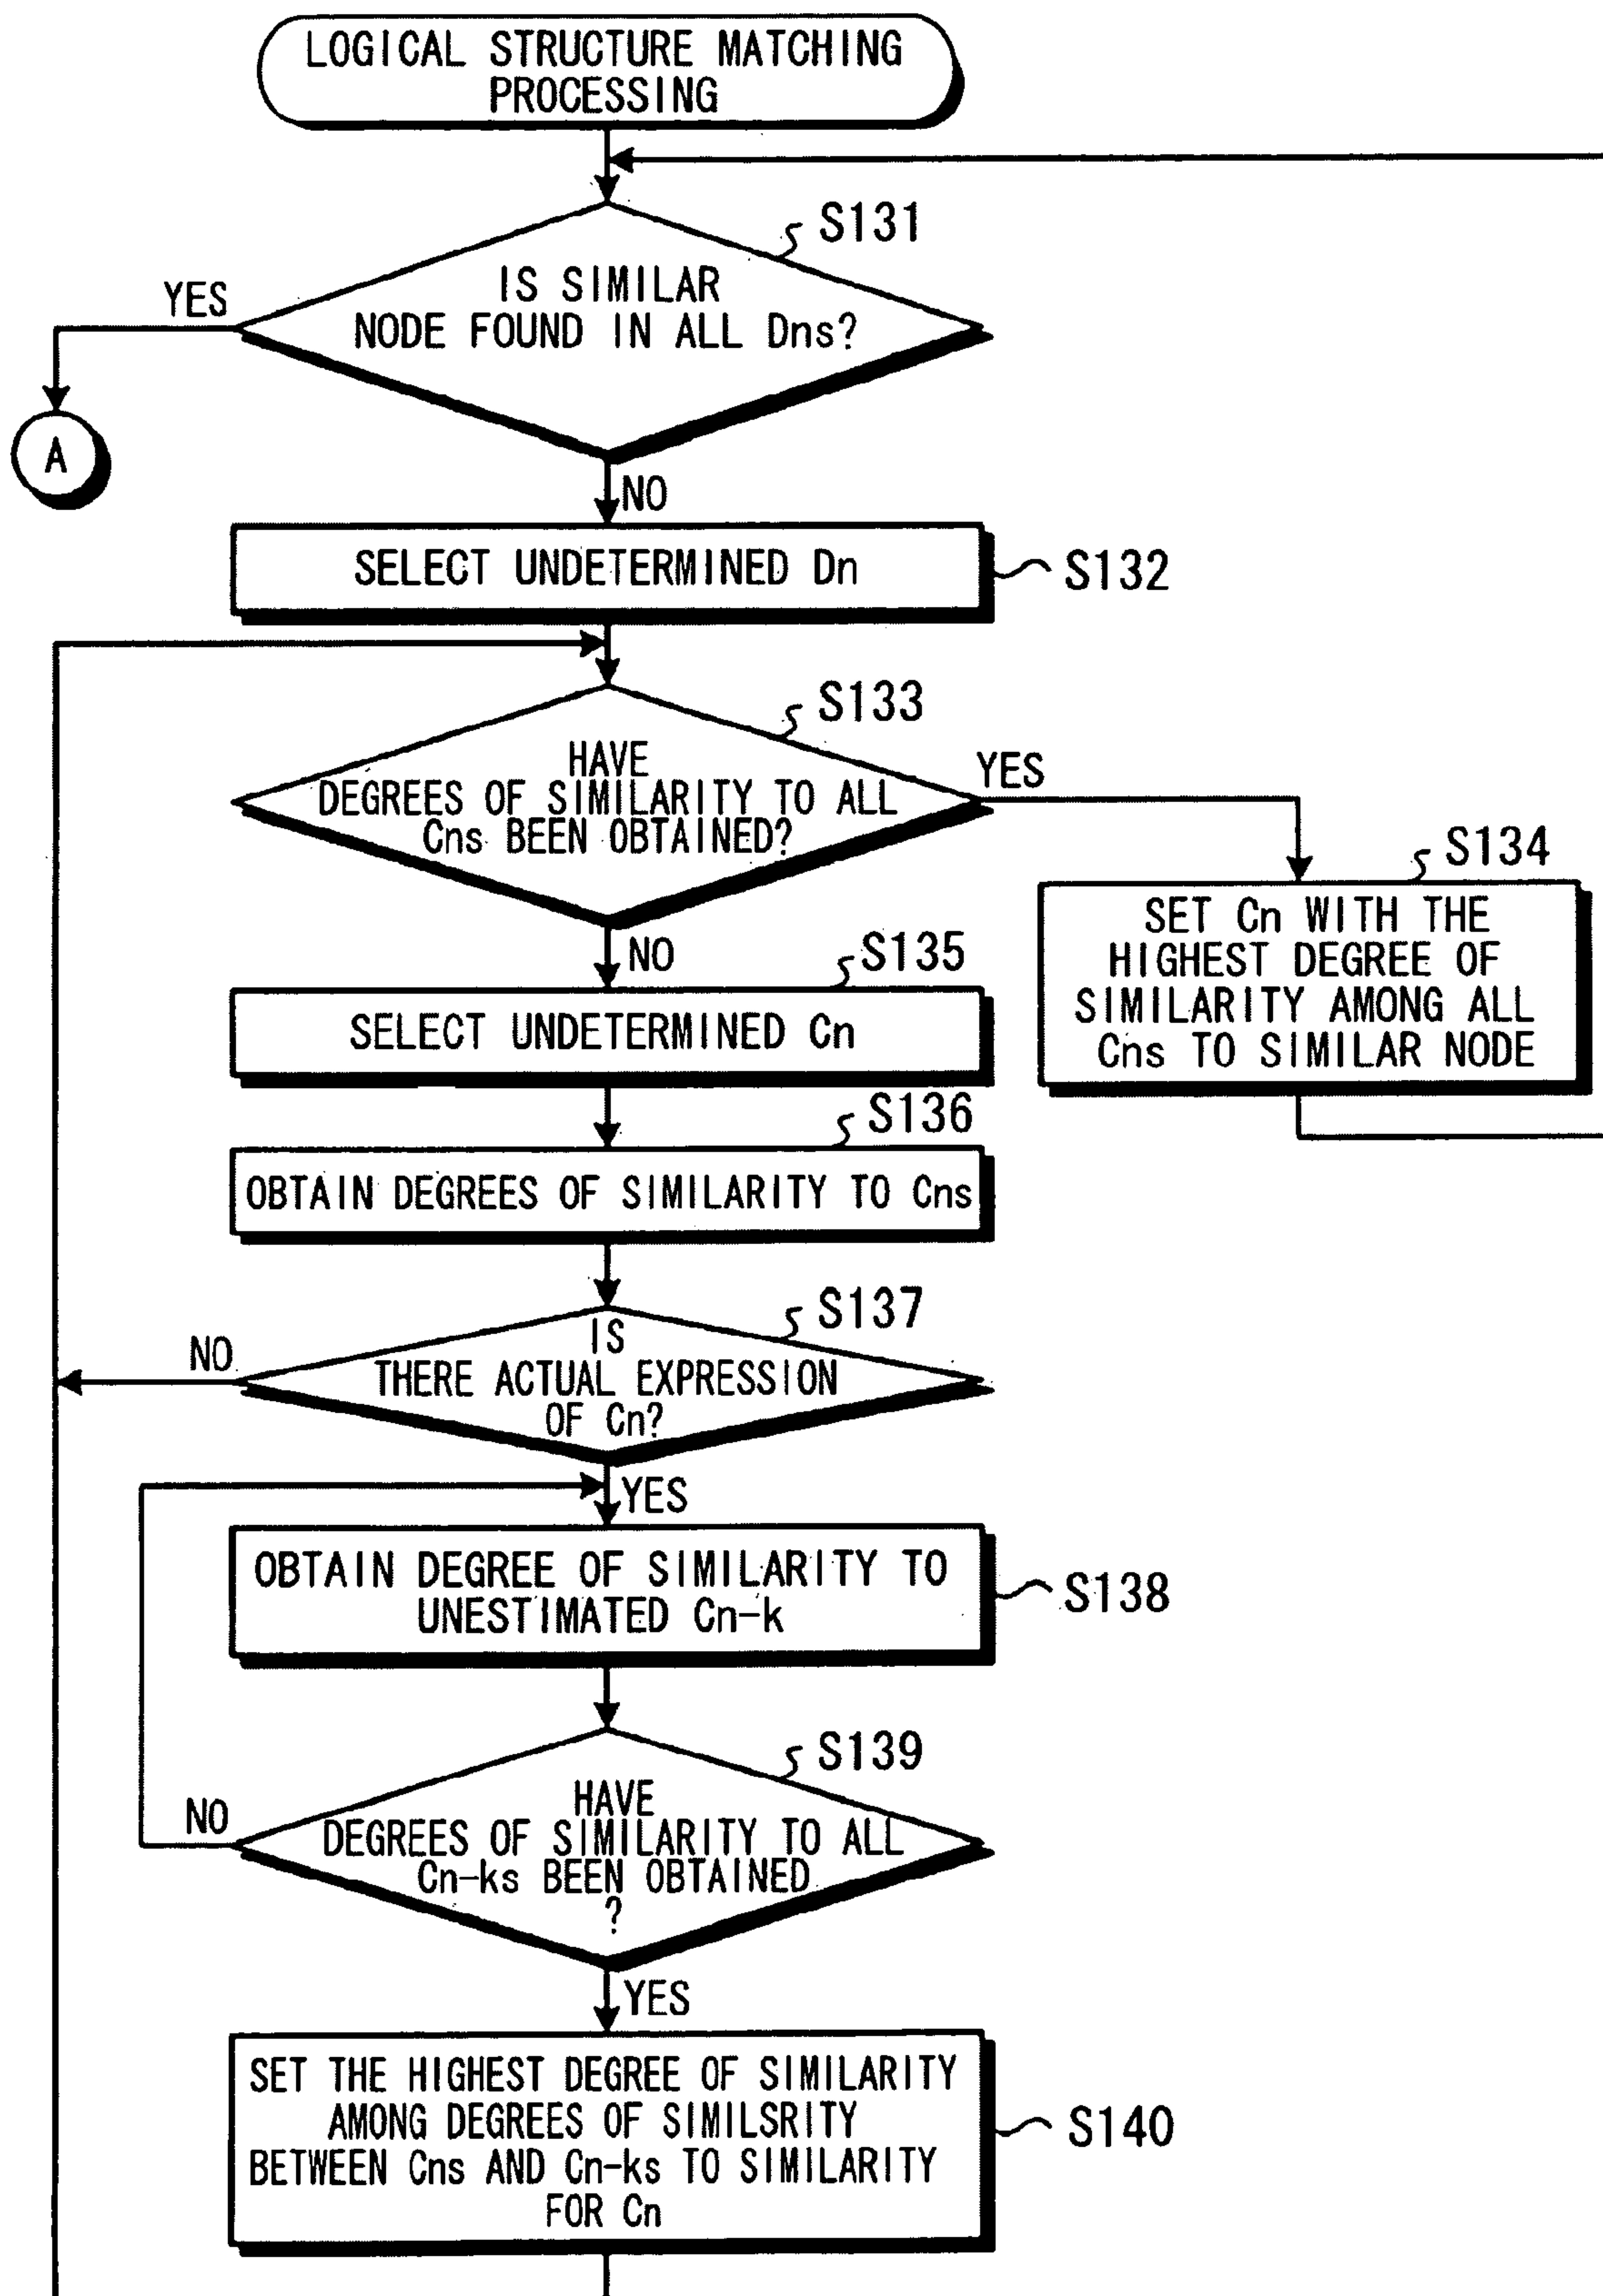 LOGICAL STRUCTURE MATCHING
PROCESSING
S131
YES
IS SIMILAR
NODE FOUND IN ALL Dns?
A
NO
SELECT UNDETERMINED Dn
S132
S133
HAVE
DEGREES OF SIMILARITY TO ALL
Cns BEEN OBTAINED?
YES
S134
SET Cn WITH THE
HIGHEST DEGREE OF
SIMILARITY AMONG ALL
Cns TO SIMILAR NODE
NO
S135
SELECT UNDETERMINED Cn
S136
OBTAIN DEGREES OF SIMILARITY TO Cns
S137
NO
IS
THERE ACTUAL EXPRESSION
OF Cn?
YES
OBTAIN DEGREE OF SIMILARITY TO
UNESTIMATED Cn-k
S138
S139
NO
HAVE
DEGREES OF SIMILARITY TO ALL
Cn-ks BEEN OBTAINED
?
YES
SET THE HIGHEST DEGREE OF SIMILARITY
AMONG DEGREES OF SIMILSRITY
BETWEEN Cns AND Cn-ks TO SIMILARITY
FOR Cn
S140